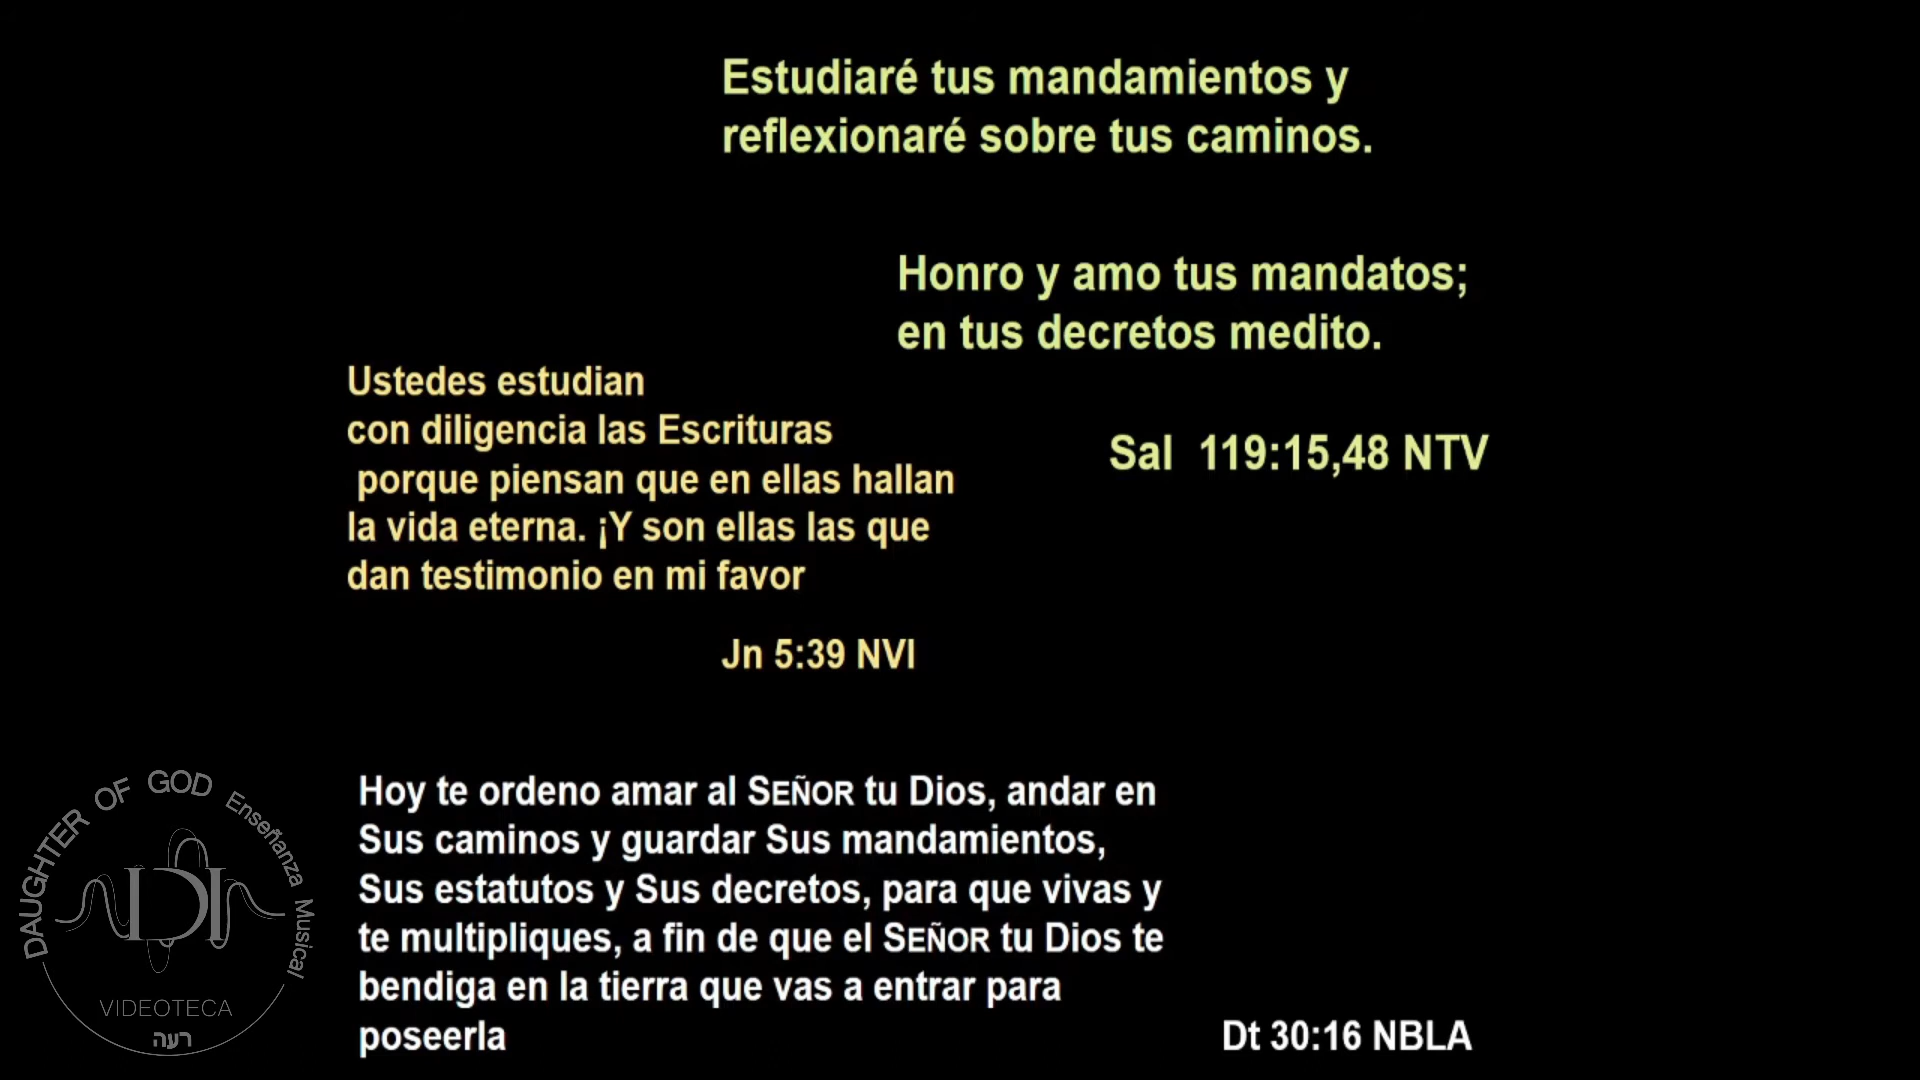 Estudiaré tus mandamientos y
reflexionaré sobre tus caminos.
Honro y amo tus mandatos;
en tus decretos medito.
Sal 119:15,48 NTV
Ustedes estudian
con diligencia las Escrituras
porque piensan que en ellas hallan
la vida eterna. ¡Y son ellas las que
dan testimonio en mi favor
Jn 5:39 NVI
Hoy te ordeno amar al SEÑOR tu Dios, andar en
Sus caminos y guardar Sus mandamientos,
Sus estatutos y Sus decretos, para que vivas y
te multipliques, a fin de que el SEÑOR tu Dios te
bendiga en la tierra que vas a entrar para
poseerla
Dt 30:16 NBLA
DAUGHTER OF GOD Enseñanza Musical
DI
VIDEOTECA
רעה